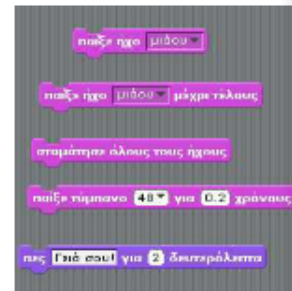 παίξε ήχο μιάου
παίξε ήχο μιάου μέχρι τέλους
σταμάτησε όλους τους ήχους
παίξε τύμπανο 48 για 0.2 χρόνους
πες Γειά σου! για 2 δευτερόλεπτα